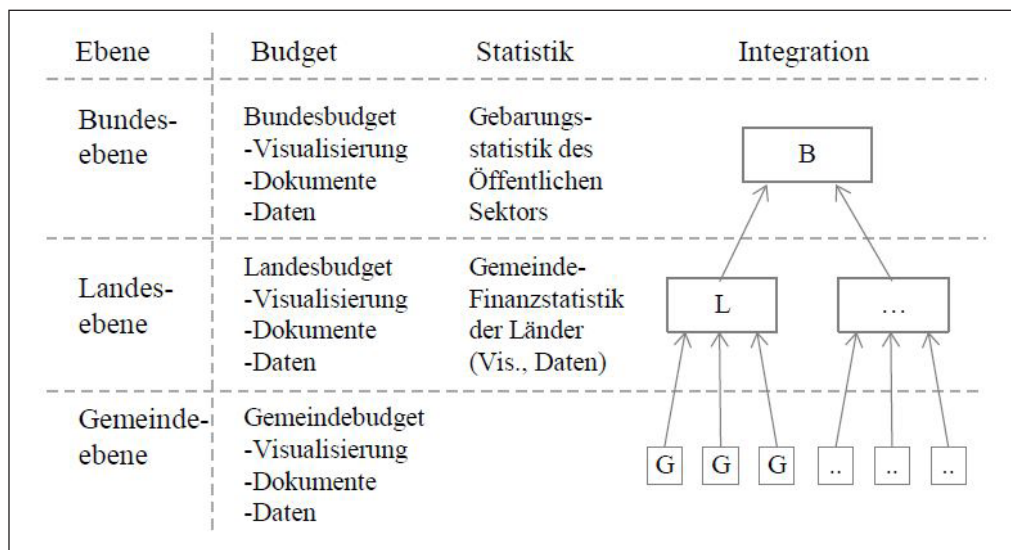 Ebene Budget Statistik Integration
Bundes-
ebene
Bundesbudget
-Visualisierung
-Dokumente
-Daten
Gebarungs-
statistik des
Öffentlichen
Sektors
B
Landes-
ebene
Landesbudget
-Visualisierung
-Dokumente
-Daten
Gemeinde-
Finanzstatistik
der Länder
(Vis., Daten)
L ...
Gemeinde-
ebene
Gemeindebudget
-Visualisierung
-Dokumente
-Daten
G G G .. .. ..